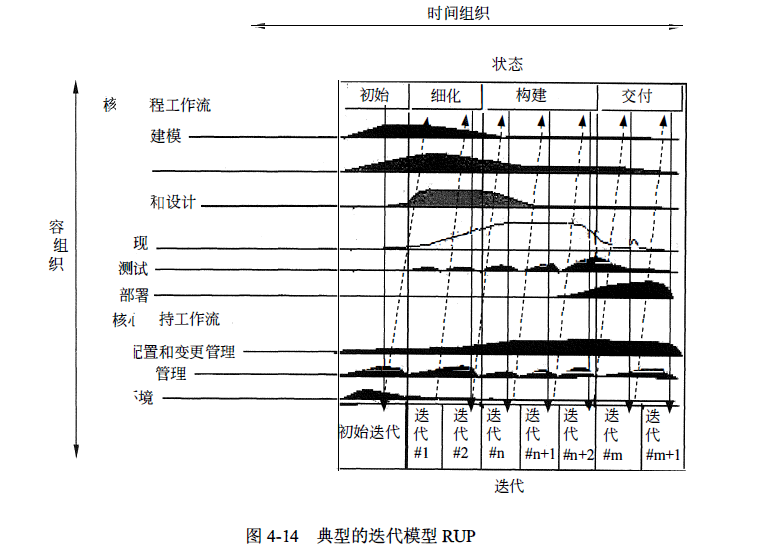 时间组织
状态
初始 细化 构建 交付
核 程工作流
建模
和设计
现
测试
部署
核心 持工作流
配置和变更管理
管理
环境
容组织
初始迭代
迭代#1
迭代#2
迭代#n
迭代#n+1
迭代#n+2
迭代#m
迭代#m+1
迭代
图 4-14 典型的迭代模型 RUP